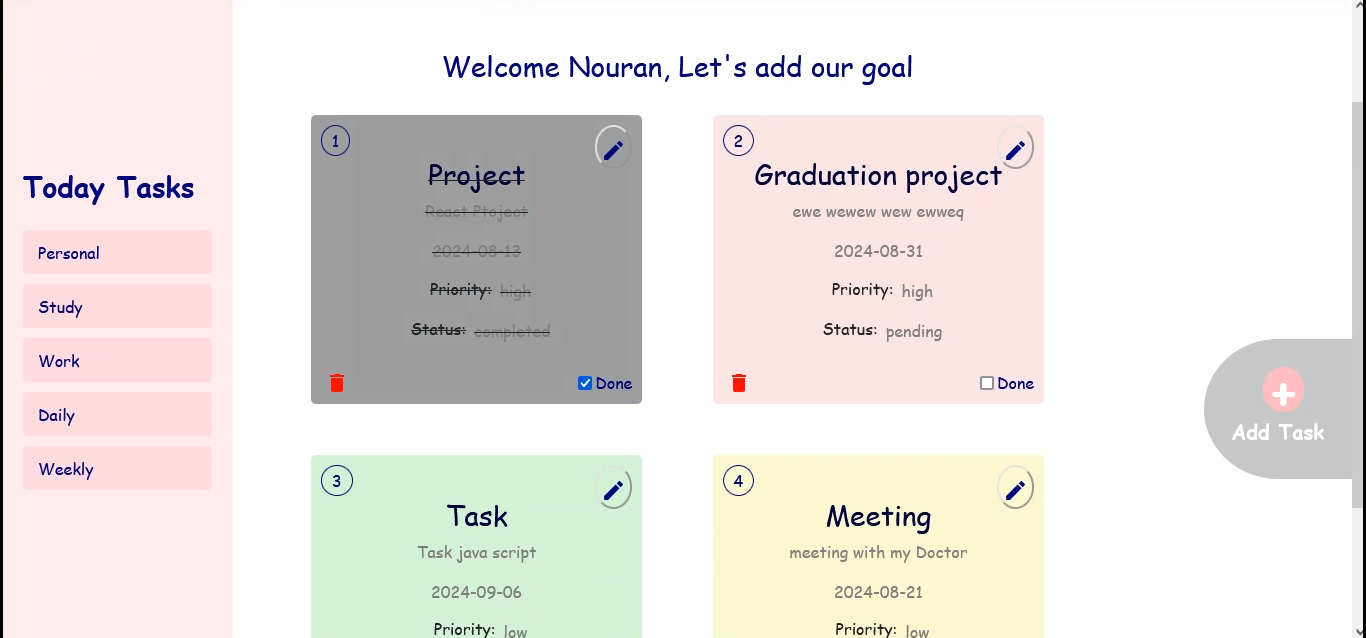 Welcome Nouran, Let's add our goal
Today Tasks
Personal
Study
Work
Daily
Weekly
1
Project
React Ptoject
2024-08-13
Priority: high
Status: completed
Done
2
Graduation project
ewe wewew wew ewweq
2024-08-31
Priority: high
Status: pending
Done
3
Task
Task java script
2024-09-06
Priority: low
4
Meeting
meeting with my Doctor
2024-08-21
Priority: low
Add Task